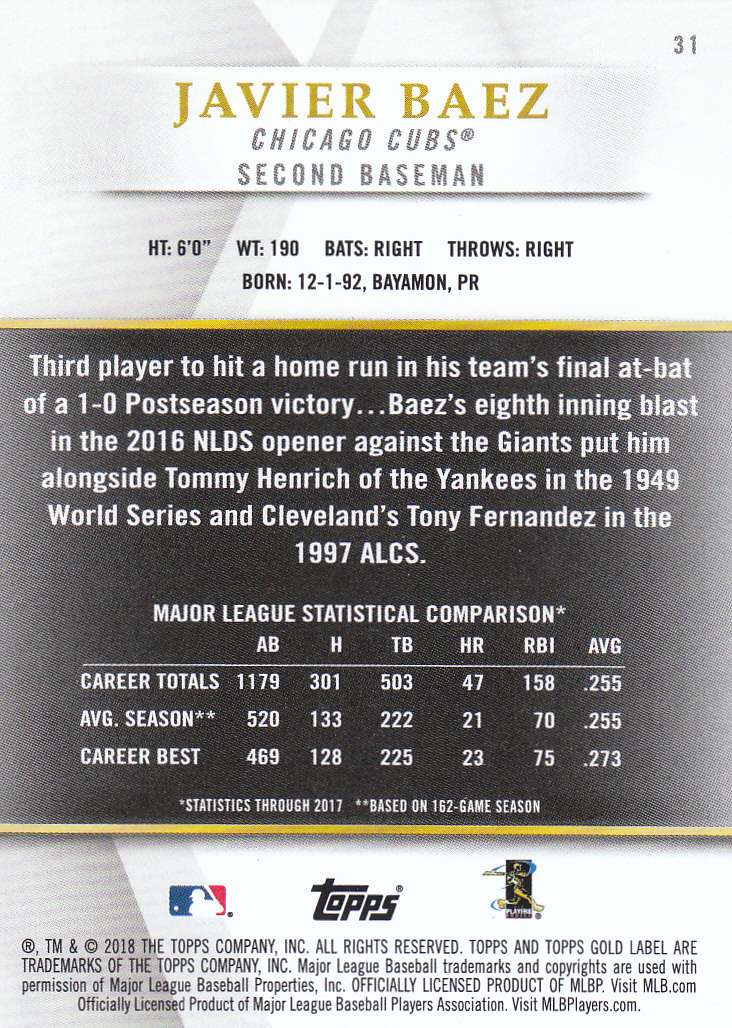 31
JAVIER BAEZ
CHICAGO CUBS®
SECOND BASEMAN
HT: 6'0" WT: 190 BATS: RIGHT THROWS: RIGHT
BORN: 12-1-92, BAYAMON, PR
Third player to hit a home run in his team's final at-bat
of a 1-0 Postseason victory...Baez's eighth inning blast
in the 2016 NLDS opener against the Giants put him
alongside Tommy Henrich of the Yankees in the 1949
World Series and Cleveland's Tony Fernandez in the
1997 ALCS.
MAJOR LEAGUE STATISTICAL COMPARISON*
AB H TB HR RBI AVG
CAREER TOTALS 1179 301 503 47 158 .255
AVG. SEASON** 520 133 222 21 70 .255
CAREER BEST 469 128 225 23 75 .273
*STATISTICS THROUGH 2017 **BASED ON 162-GAME SEASON
Topps®
PLAYERS
®, TM & © 2018 THE TOPPS COMPANY, INC. ALL RIGHTS RESERVED. TOPPS AND TOPPS GOLD LABEL ARE
TRADEMARKS OF THE TOPPS COMPANY, INC. Major League Baseball trademarks and copyrights are used with
permission of Major League Baseball Properties, Inc. OFFICIALLY LICENSED PRODUCT OF MLBP. Visit MLB.com
Officially Licensed Product of Major League Baseball Players Association. Visit MLBPlayers.com.